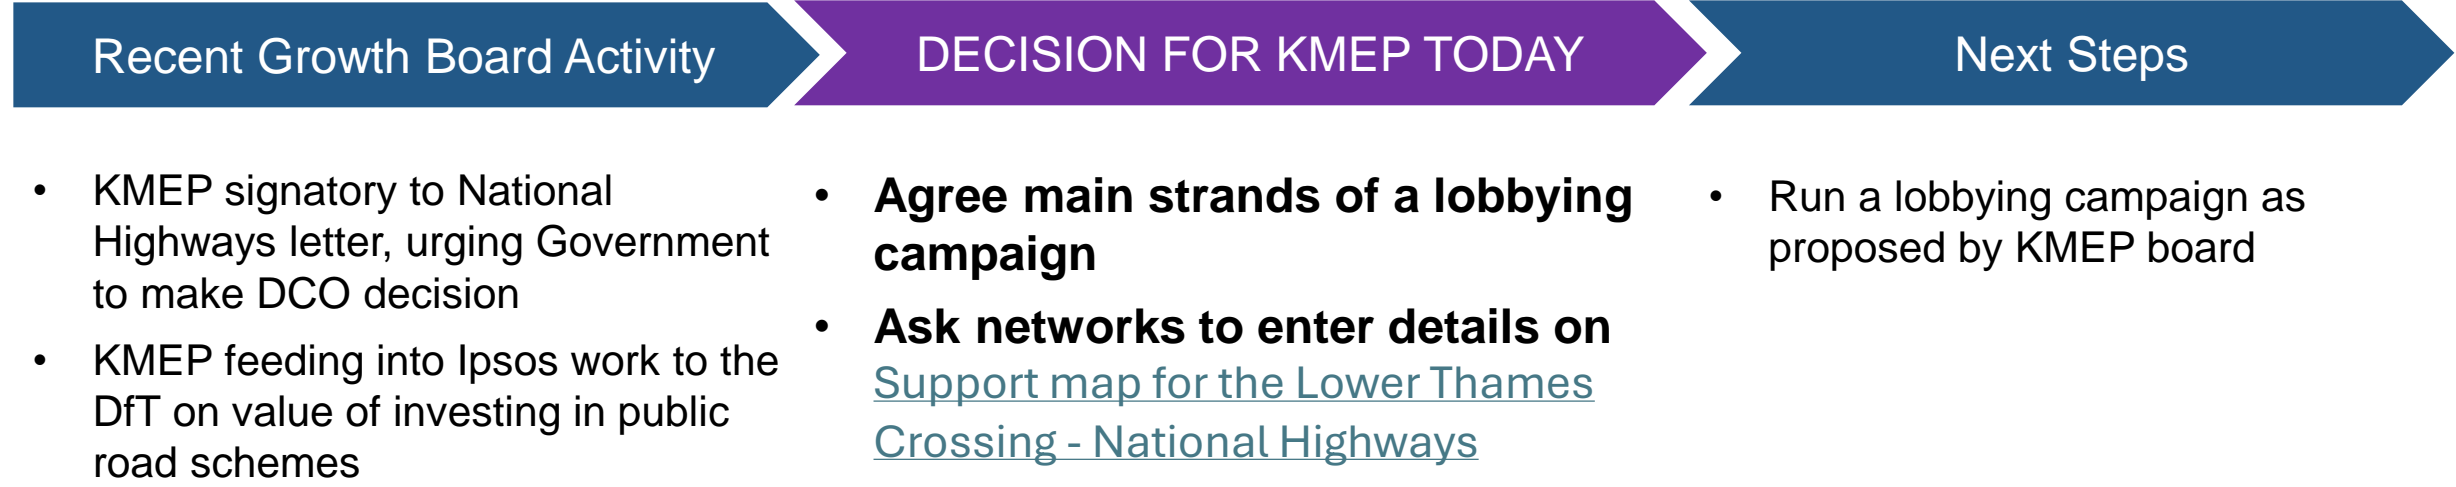 Recent Growth Board Activity
DECISION FOR KMEP TODAY
Next Steps
• KMEP signatory to National
Highways letter, urging Government
to make DCO decision
• KMEP feeding into Ipsos work to the
DfT on value of investing in public
road schemes
• Agree main strands of a lobbying
campaign
• Ask networks to enter details on
Support map for the Lower Thames
Crossing - National Highways
• Run a lobbying campaign as
proposed by KMEP board